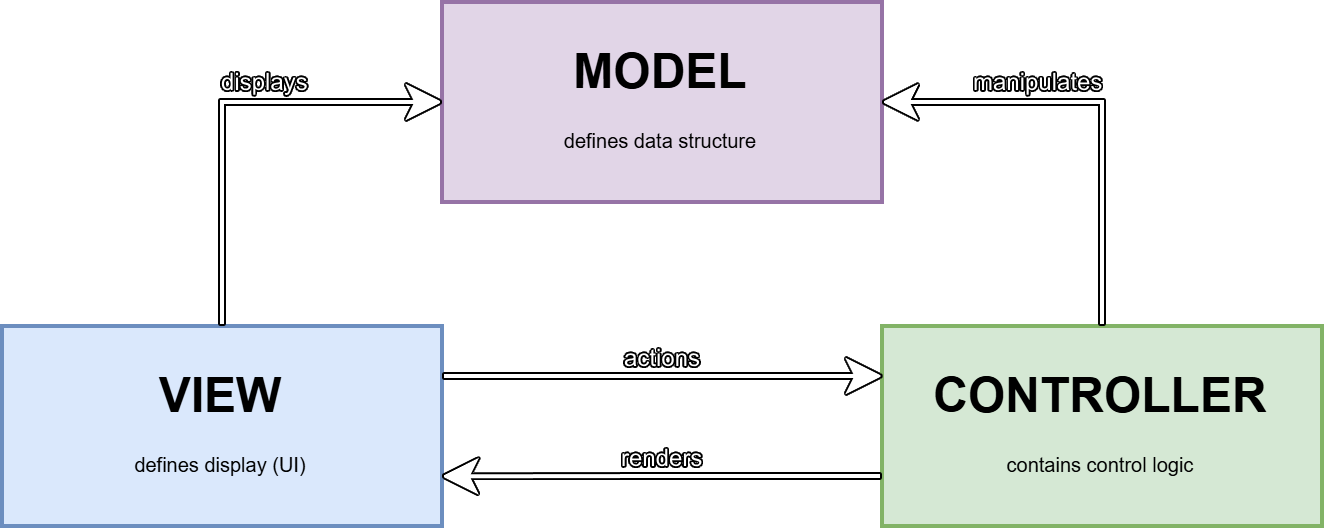 displays
MODEL
manipulates
defines data structure
actions
VIEW
CONTROLLER
renders
defines display (UI)
contains control logic